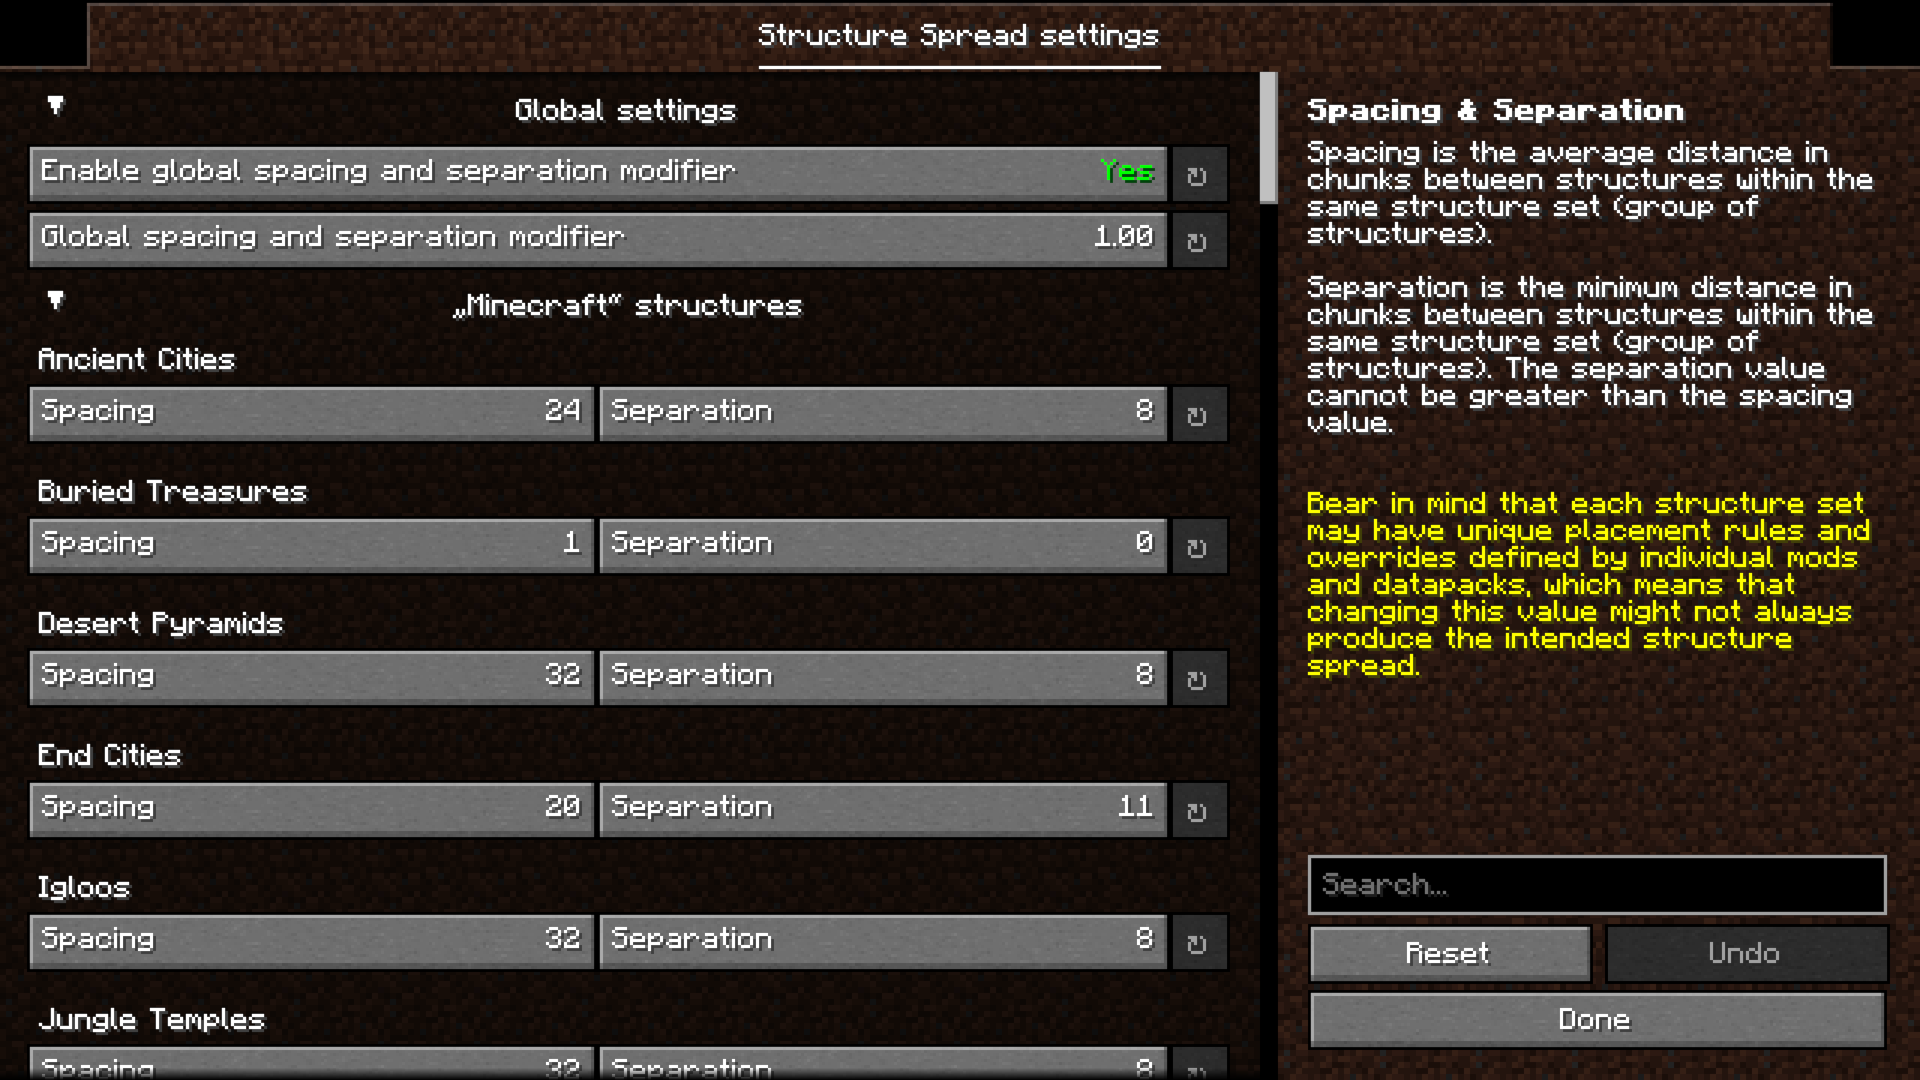 Structure Spread settings
Global settings
Enable global spacing and separation modifier Yes
Global spacing and separation modifier 1.00
„Minecraft“ structures
Ancient Cities
Spacing 24 Separation 8
Buried Treasures
Spacing 1 Separation 0
Desert Pyramids
Spacing 32 Separation 8
End Cities
Spacing 20 Separation 11
Igloos
Spacing 32 Separation 8
Jungle Temples
Spacing 32 Separation 8
Spacing & Separation
Spacing is the average distance in
chunks between structures within the
same structure set (group of
structures).
Separation is the minimum distance in
chunks between structures within the
same structure set (group of
structures). The separation value
cannot be greater than the spacing
value.
Bear in mind that each structure set
may have unique placement rules and
overrides defined by individual mods
and datapacks, which means that
changing this value might not always
produce the intended structure
spread.
Search...
Reset Undo
Done